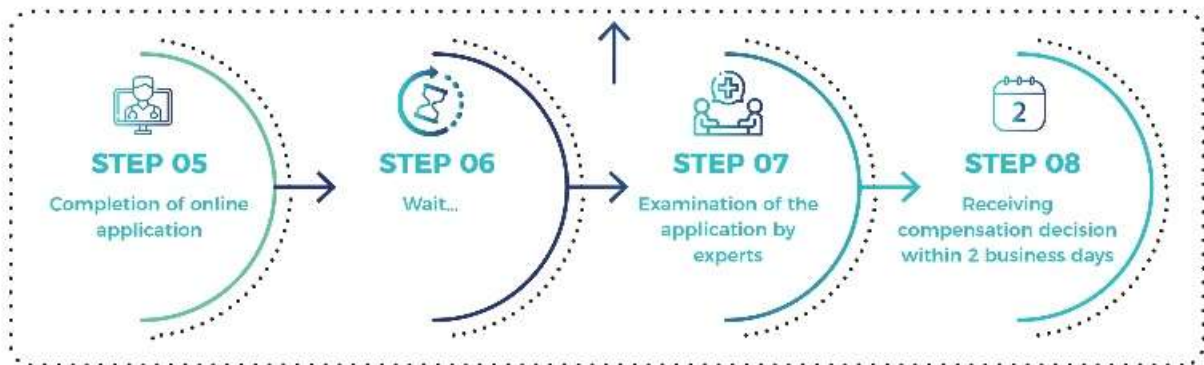 STEP 05
Completion of online
application
STEP 06
Wait...
STEP 07
Examination of the
application by
experts
2
STEP 08
Receiving
compensation decision
within 2 business days